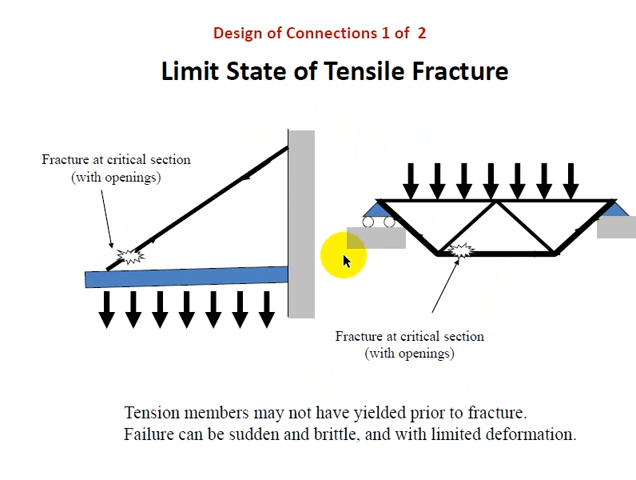 Design of Connections 1 of 2
Limit State of Tensile Fracture
Fracture at critical section
(with openings)
Fracture at critical section
(with openings)
Tension members may not have yielded prior to fracture.
Failure can be sudden and brittle, and with limited deformation.